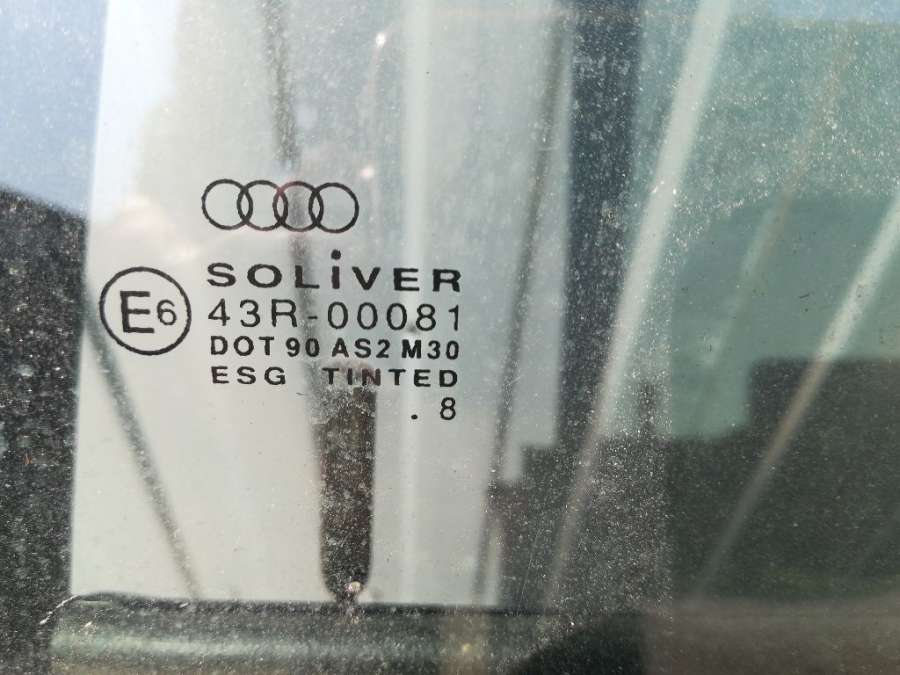 SOLiVER
E6
43R-00081
DOT 90 AS2 M30
ESG TINTED
. 8